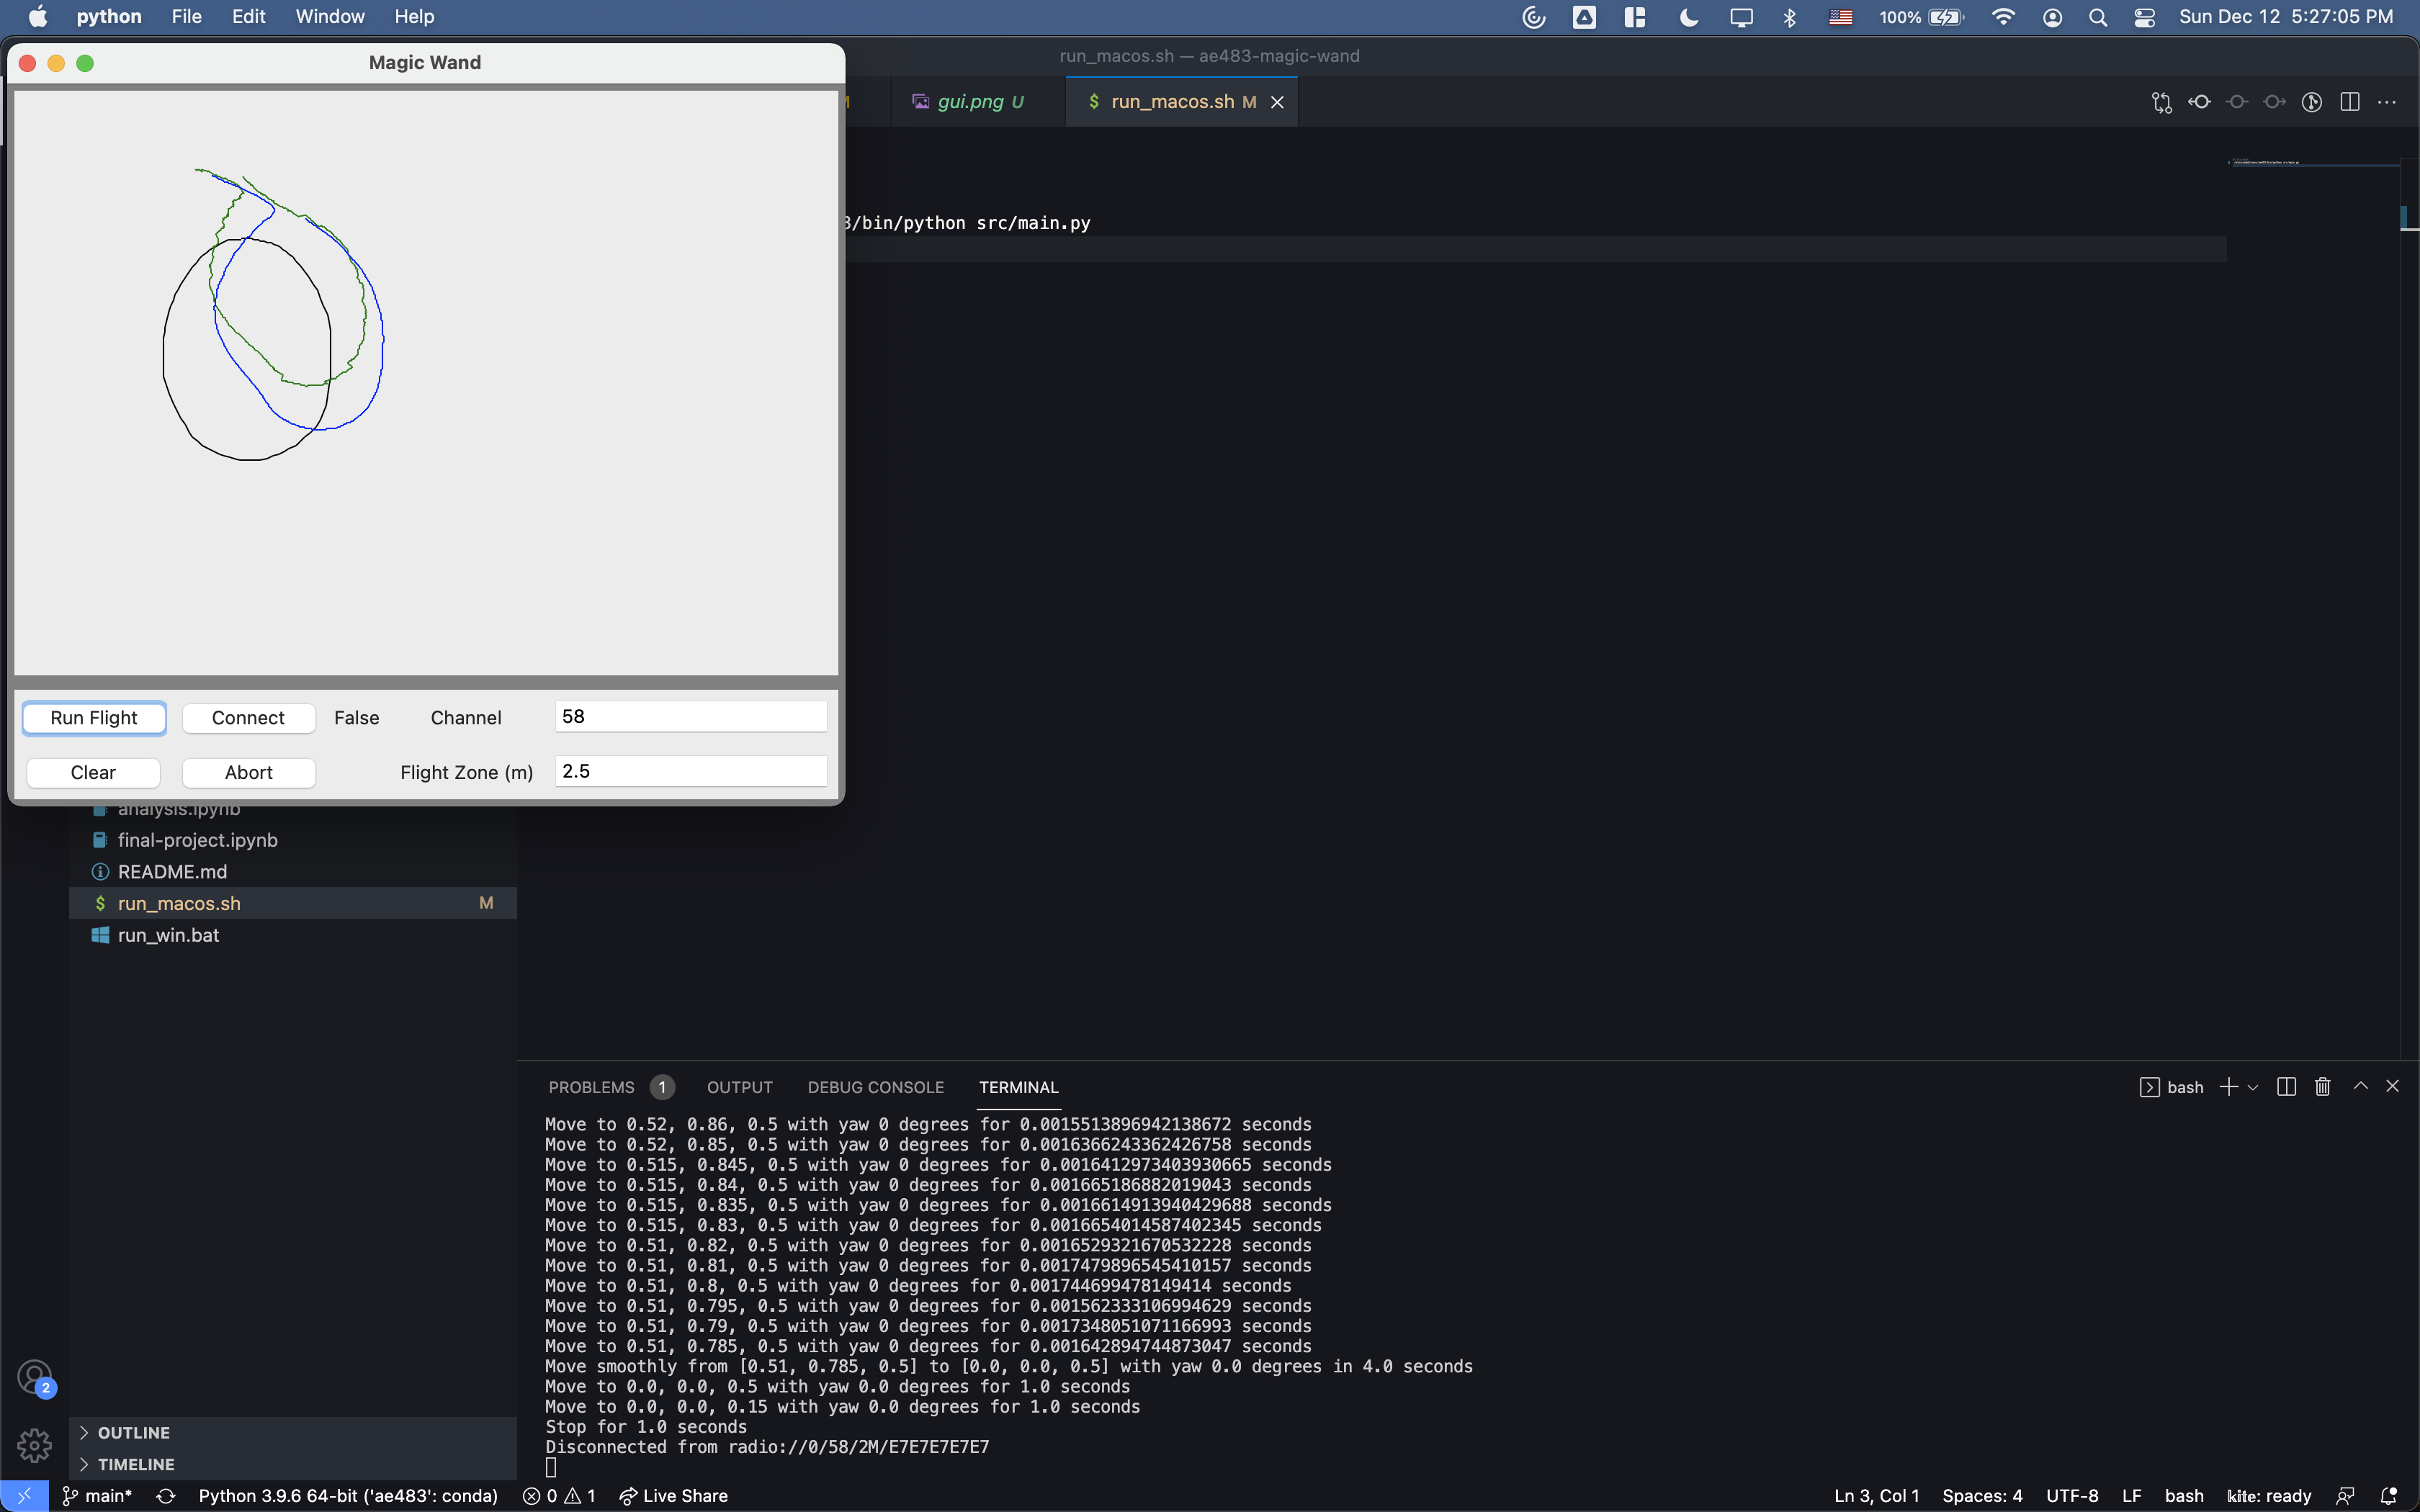 python File Edit Window Help 100% Sun Dec 12 5:27:05 PM
run_macos.sh — ae483-magic-wand
Magic Wand
gui.png U
$ run_macos.sh M
3/bin/python src/main.py
Run Flight Connect False Channel 58
Clear Abort Flight Zone (m) 2.5
analysis.ipynb
final-project.ipynb
README.md
$ run_macos.sh M
run_win.bat
PROBLEMS 1 OUTPUT DEBUG CONSOLE TERMINAL bash
Move to 0.52, 0.86, 0.5 with yaw 0 degrees for 0.0015513896942138672 seconds
Move to 0.52, 0.85, 0.5 with yaw 0 degrees for 0.0016366243362426758 seconds
Move to 0.515, 0.845, 0.5 with yaw 0 degrees for 0.0016412973403930665 seconds
Move to 0.515, 0.84, 0.5 with yaw 0 degrees for 0.001665186882019043 seconds
Move to 0.515, 0.835, 0.5 with yaw 0 degrees for 0.0016614913940429688 seconds
Move to 0.515, 0.83, 0.5 with yaw 0 degrees for 0.0016654014587402345 seconds
Move to 0.51, 0.82, 0.5 with yaw 0 degrees for 0.0016529321670532228 seconds
Move to 0.51, 0.81, 0.5 with yaw 0 degrees for 0.0017479896545410157 seconds
Move to 0.51, 0.8, 0.5 with yaw 0 degrees for 0.001744699478149414 seconds
Move to 0.51, 0.795, 0.5 with yaw 0 degrees for 0.001562333106994629 seconds
Move to 0.51, 0.79, 0.5 with yaw 0 degrees for 0.0017348051071166993 seconds
Move to 0.51, 0.785, 0.5 with yaw 0 degrees for 0.001642894744873047 seconds
Move smoothly from [0.51, 0.785, 0.5] to [0.0, 0.0, 0.5] with yaw 0.0 degrees in 4.0 seconds
Move to 0.0, 0.0, 0.5 with yaw 0.0 degrees for 1.0 seconds
Move to 0.0, 0.0, 0.15 with yaw 0.0 degrees for 1.0 seconds
Stop for 1.0 seconds
Disconnected from radio://0/58/2M/E7E7E7E7E7
2
OUTLINE
TIMELINE
main* Python 3.9.6 64-bit ('ae483': conda) 0 1 Live Share Ln 3, Col 1 Spaces: 4 UTF-8 LF bash kite: ready